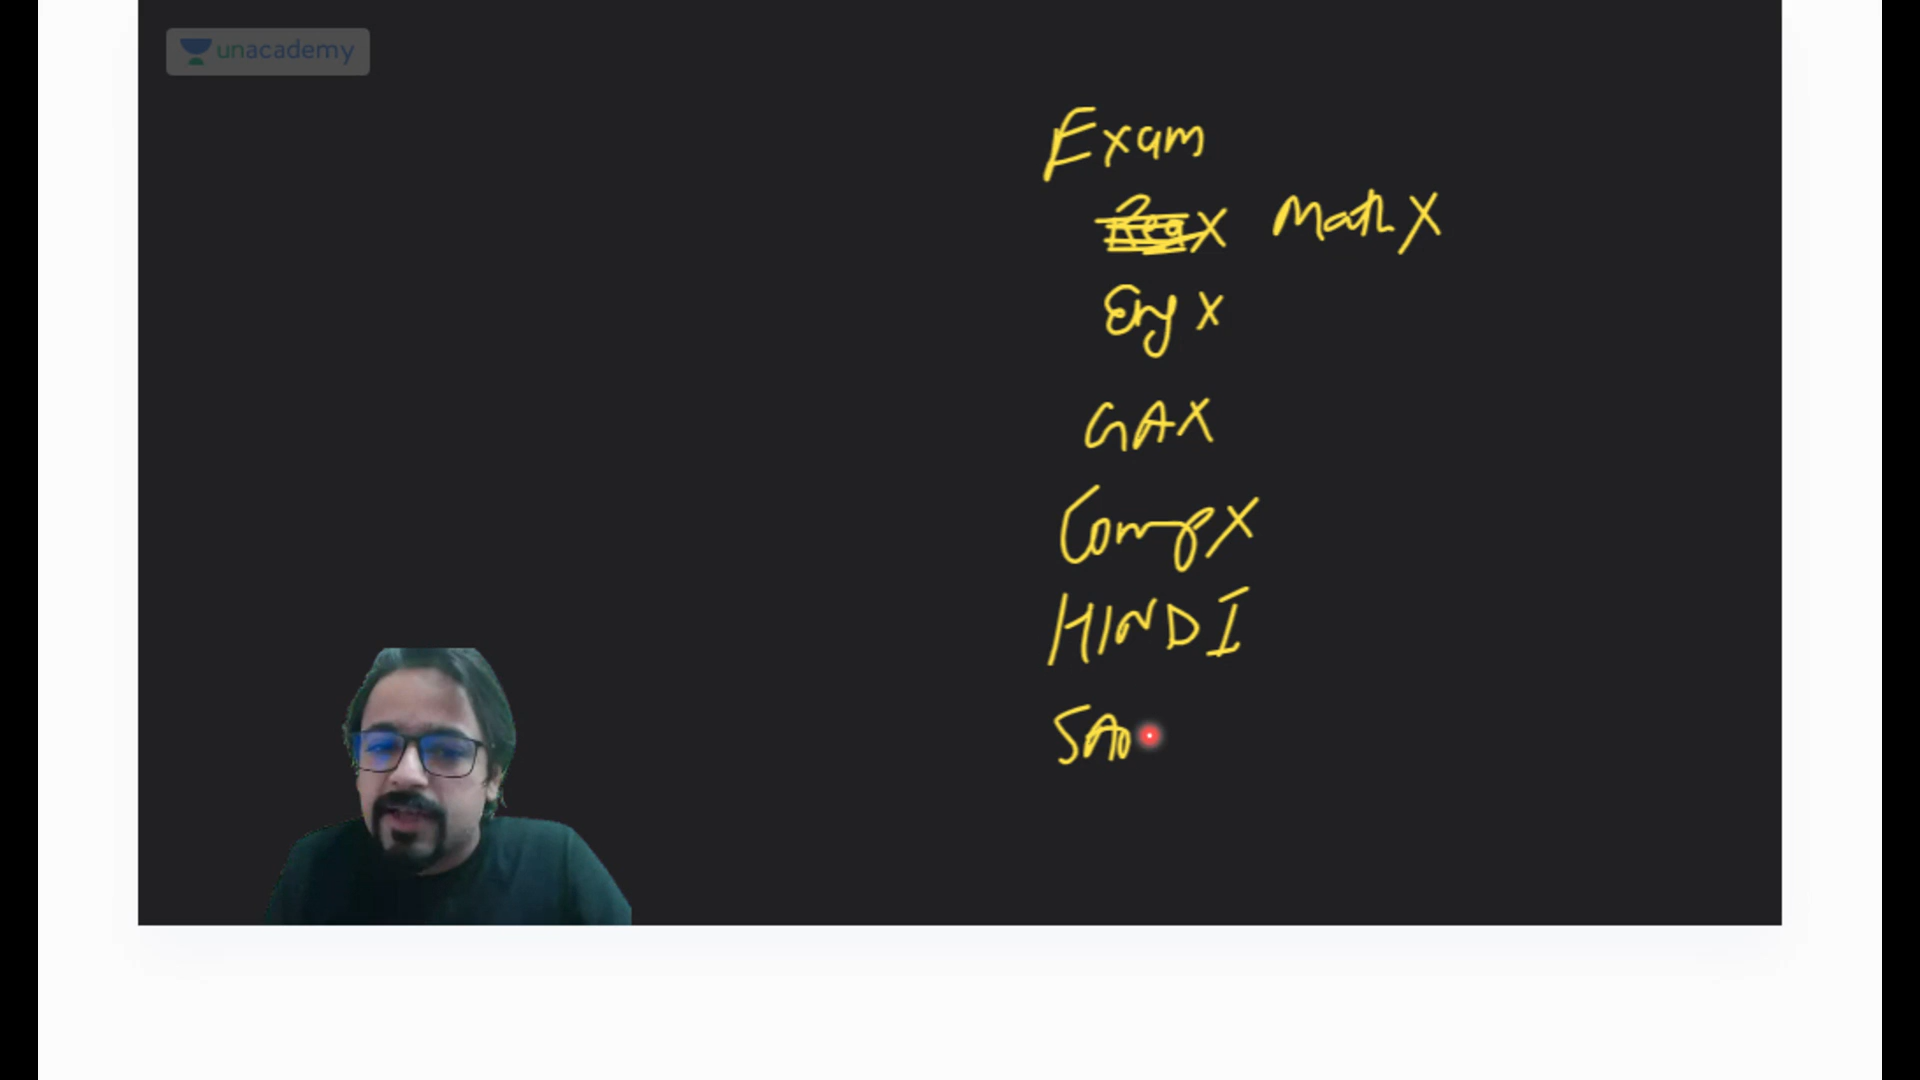 unacademy
Exam
X Math X
Eng X
GA X
Comp X
HINDI
SA